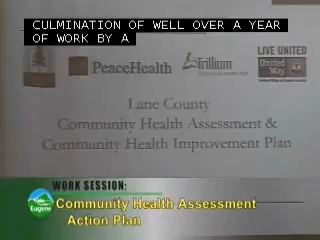 CULMINATION OF WELL OVER A YEAR
OF WORK BY A
PeaceHealth
Trillium
LIVE UNITED
United
Way
Lane County
Community Health Assessment &
Community Health Improvement Plan
WORK SESSION:
Eugene
Community Health Assessment
Action Plan